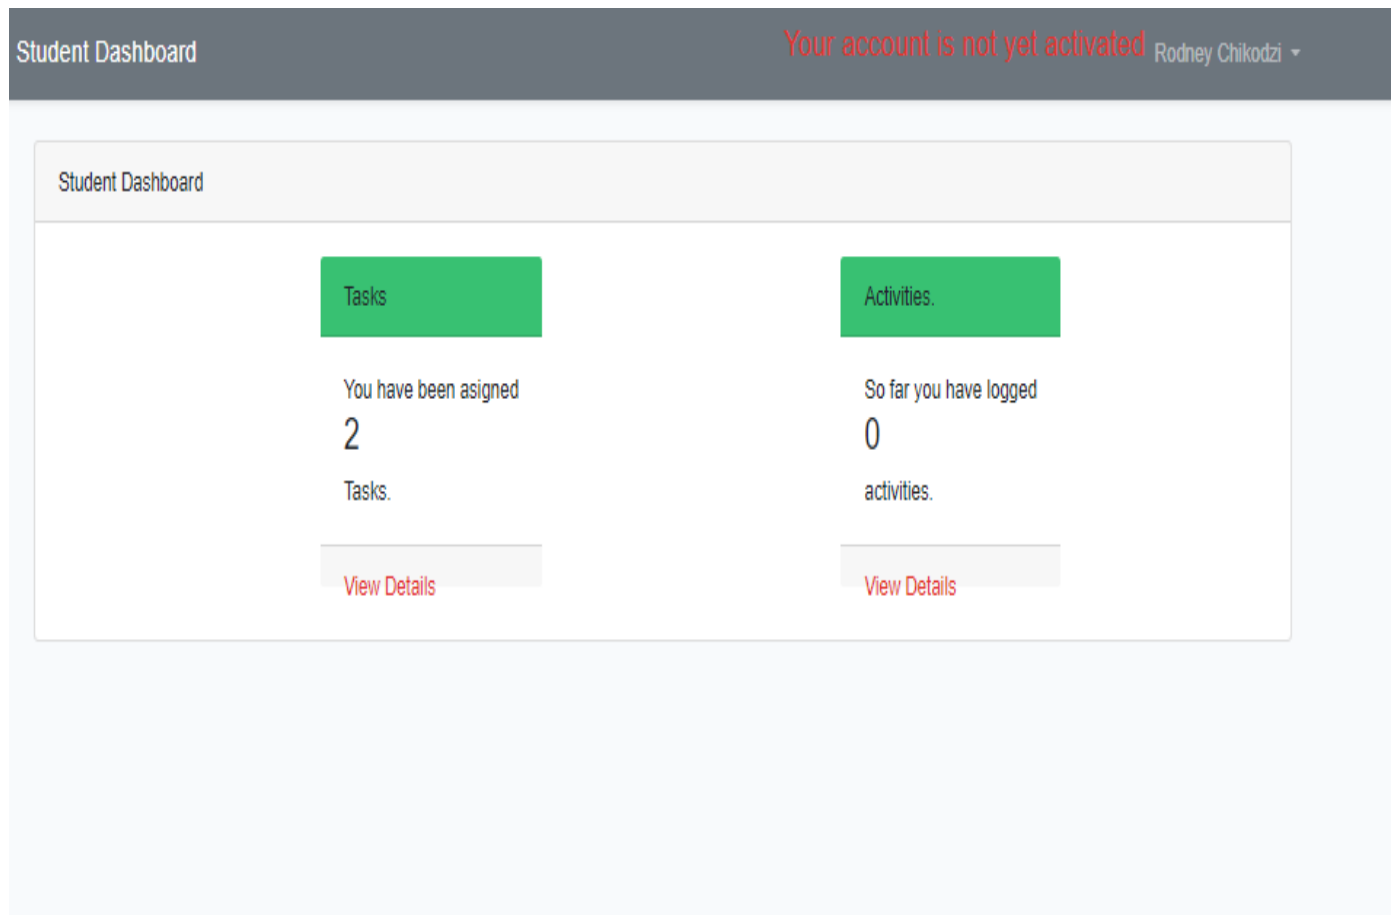 Student Dashboard
Your account is not yet activated
Rodney Chikodzi
Student Dashboard
Tasks
You have been asigned
2
Tasks.
View Details
Activities.
So far you have logged
0
activities.
View Details